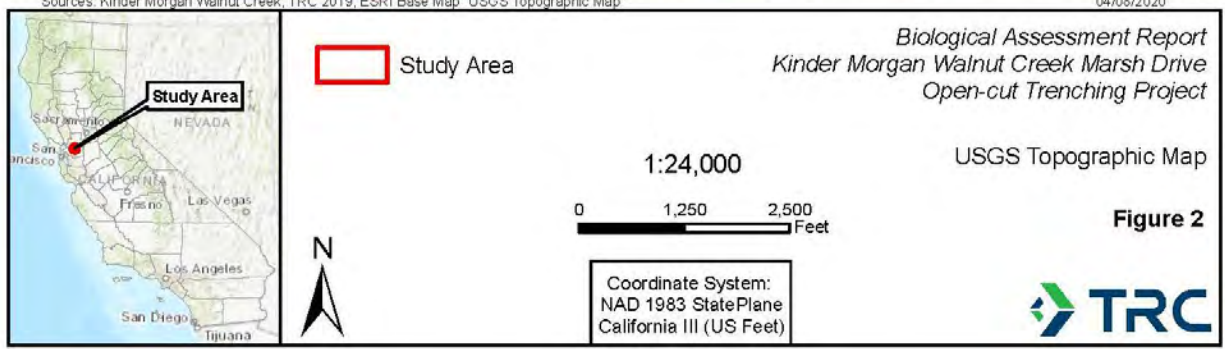 Sources: Kinder Morgan Walnut Creek, TRC 2019, ESRI Base Map USGS Topographic Map
04/08/2020
Study Area
Sacramento
NEVADA
San
ancisco
CALIFORNIA
Fresno
Las Vegas
Los Angeles
San Diego
Tijuana
Study Area
N
1:24,000
0 1,250 2,500
Feet
Coordinate System:
NAD 1983 StatePlane
California III (US Feet)
Biological Assessment Report
Kinder Morgan Walnut Creek Marsh Drive
Open-cut Trenching Project
USGS Topographic Map
Figure 2
TRC